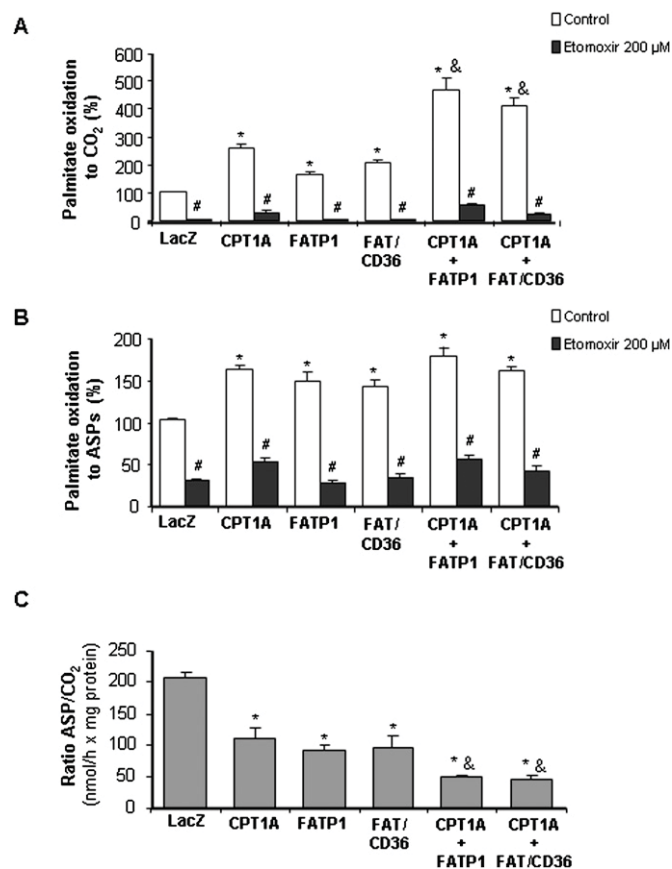 A
Control
Etomoxir 200 µM
Palmitate oxidation
to CO2 (%)
600
500
400
300
200
100
0
* # * # * # * & # * & #
LacZ CPT1A FATP1 FAT/ CPT1A CPT1A
CD36 + +
FATP1 FAT/CD36
B
Control
Etomoxir 200 µM
Palmitate oxidation
to ASPs (%)
200
150
100
50
0
# * # * # * # * # * #
LacZ CPT1A FATP1 FAT/ CPT1A CPT1A
CD36 + +
FATP1 FAT/CD36
C
Ratio ASP/CO2
(nmol/h x mg protein)
250
200
150
100
50
0
* * * * & * &
LacZ CPT1A FATP1 FAT/ CPT1A CPT1A
CD36 + +
FATP1 FAT/CD36